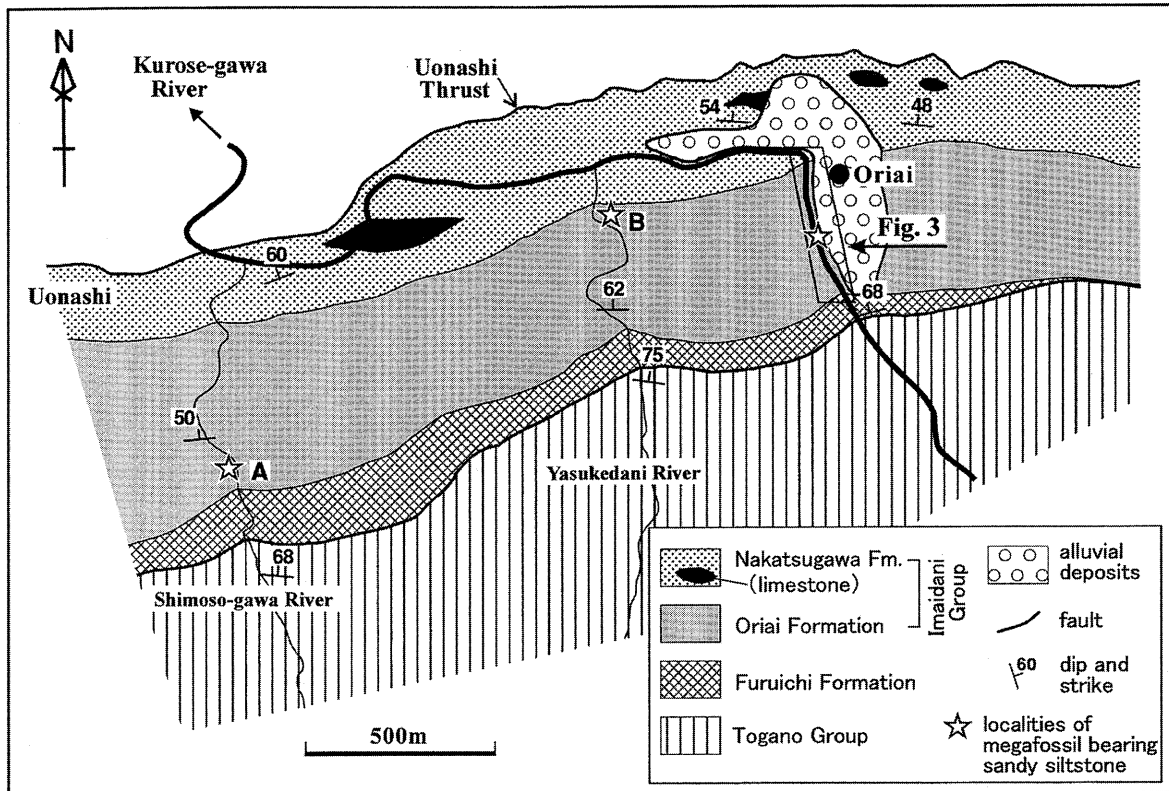 N
Kurose-gawa
River
Uonashi
Thrust
54
48
Oriai
B
Fig. 3
60
Uonashi
62
68
75
50
A
Yasukedani River
68
Shimoso-gawa River
500m
Nakatsugawa Fm.
(limestone)
Imaidani
Group
Oriai Formation
Furuichi Formation
Togano Group
alluvial
deposits
fault
60
dip and
strike
localities of
megafossil bearing
sandy siltstone